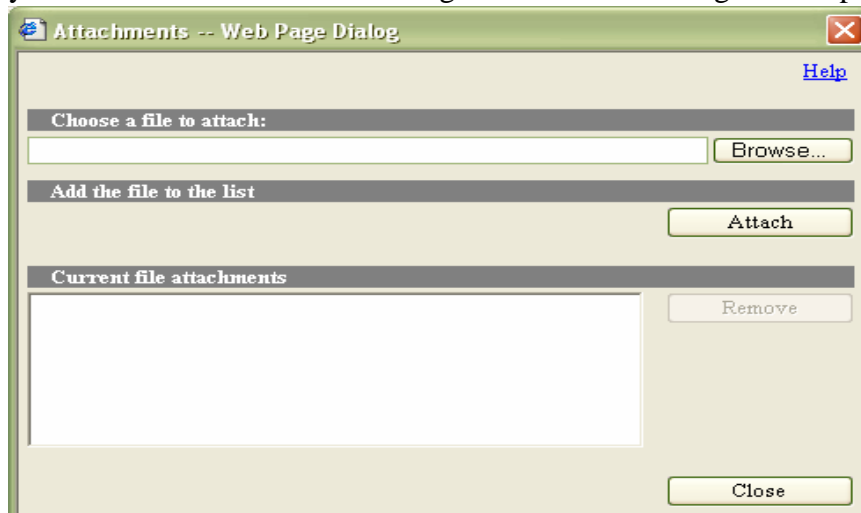 Attachments -- Web Page Dialog
Help
Choose a file to attach:
Browse...
Add the file to the list
Attach
Current file attachments
Remove
Close